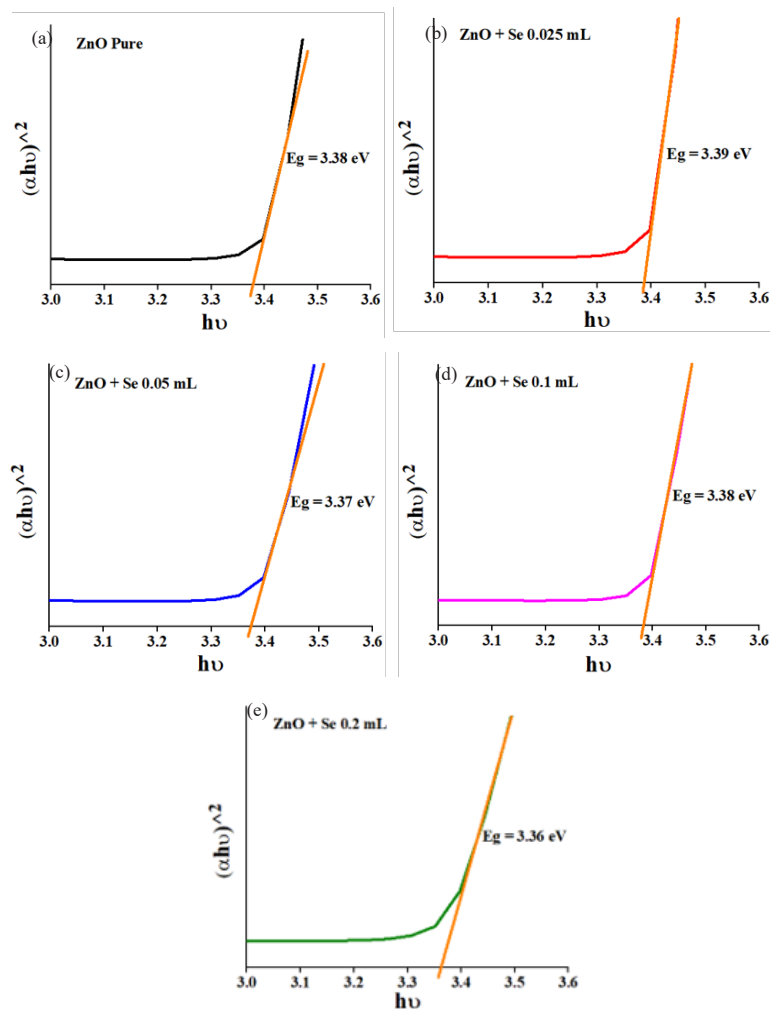 (a)
ZnO Pure
(αhυ)^2
Eg = 3.38 eV
3.0 3.1 3.2 3.3 3.4 3.5 3.6
hυ
(b)
ZnO + Se 0.025 mL
(αhυ)^2
Eg = 3.39 eV
3.0 3.1 3.2 3.3 3.4 3.5 3.6
hυ
(c)
ZnO + Se 0.05 mL
(αhυ)^2
Eg = 3.37 eV
3.0 3.1 3.2 3.3 3.4 3.5 3.6
hυ
(d)
ZnO + Se 0.1 mL
(αhυ)^2
Eg = 3.38 eV
3.0 3.1 3.2 3.3 3.4 3.5 3.6
hυ
(e)
ZnO + Se 0.2 mL
(αhυ)^2
Eg = 3.36 eV
3.0 3.1 3.2 3.3 3.4 3.5 3.6
hυ